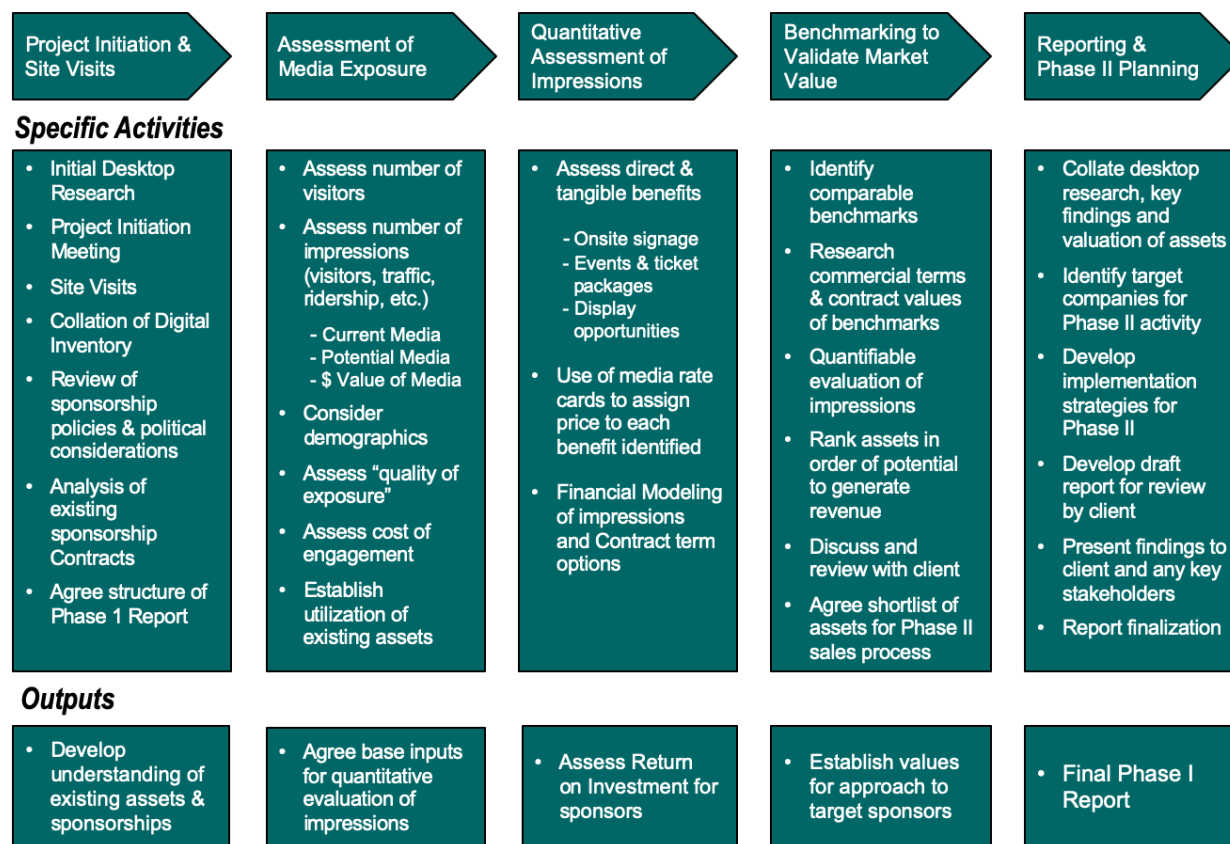 Project Initiation &
Site Visits
Assessment of
Media Exposure
Quantitative
Assessment of
Impressions
Benchmarking to
Validate Market
Value
Reporting &
Phase II Planning
Specific Activities
• Initial Desktop
Research
• Project Initiation
Meeting
• Site Visits
• Collation of Digital
Inventory
• Review of
sponsorship
policies & political
considerations
• Analysis of
existing
sponsorship
Contracts
• Agree structure of
Phase 1 Report
• Assess number of
visitors
• Assess number of
impressions
(visitors, traffic,
ridership, etc.)
- Current Media
- Potential Media
- $ Value of Media
• Consider
demographics
• Assess “quality of
exposure”
• Assess cost of
engagement
• Establish
utilization of
existing assets
• Assess direct &
tangible benefits
- Onsite signage
- Events & ticket
packages
- Display
opportunities
• Use of media rate
cards to assign
price to each
benefit identified
• Financial Modeling
of impressions
and Contract term
options
• Identify
comparable
benchmarks
• Research
commercial terms
& contract values
of benchmarks
• Quantifiable
evaluation of
impressions
• Rank assets in
order of potential
to generate
revenue
• Discuss and
review with client
• Agree shortlist of
assets for Phase II
sales process
• Collate desktop
research, key
findings and
valuation of assets
• Identify target
companies for
Phase II activity
• Develop
implementation
strategies for
Phase II
• Develop draft
report for review
by client
• Present findings to
client and any key
stakeholders
• Report finalization
Outputs
• Develop
understanding of
existing assets &
sponsorships
• Agree base inputs
for quantitative
evaluation of
impressions
• Assess Return
on Investment for
sponsors
• Establish values
for approach to
target sponsors
• Final Phase I
Report